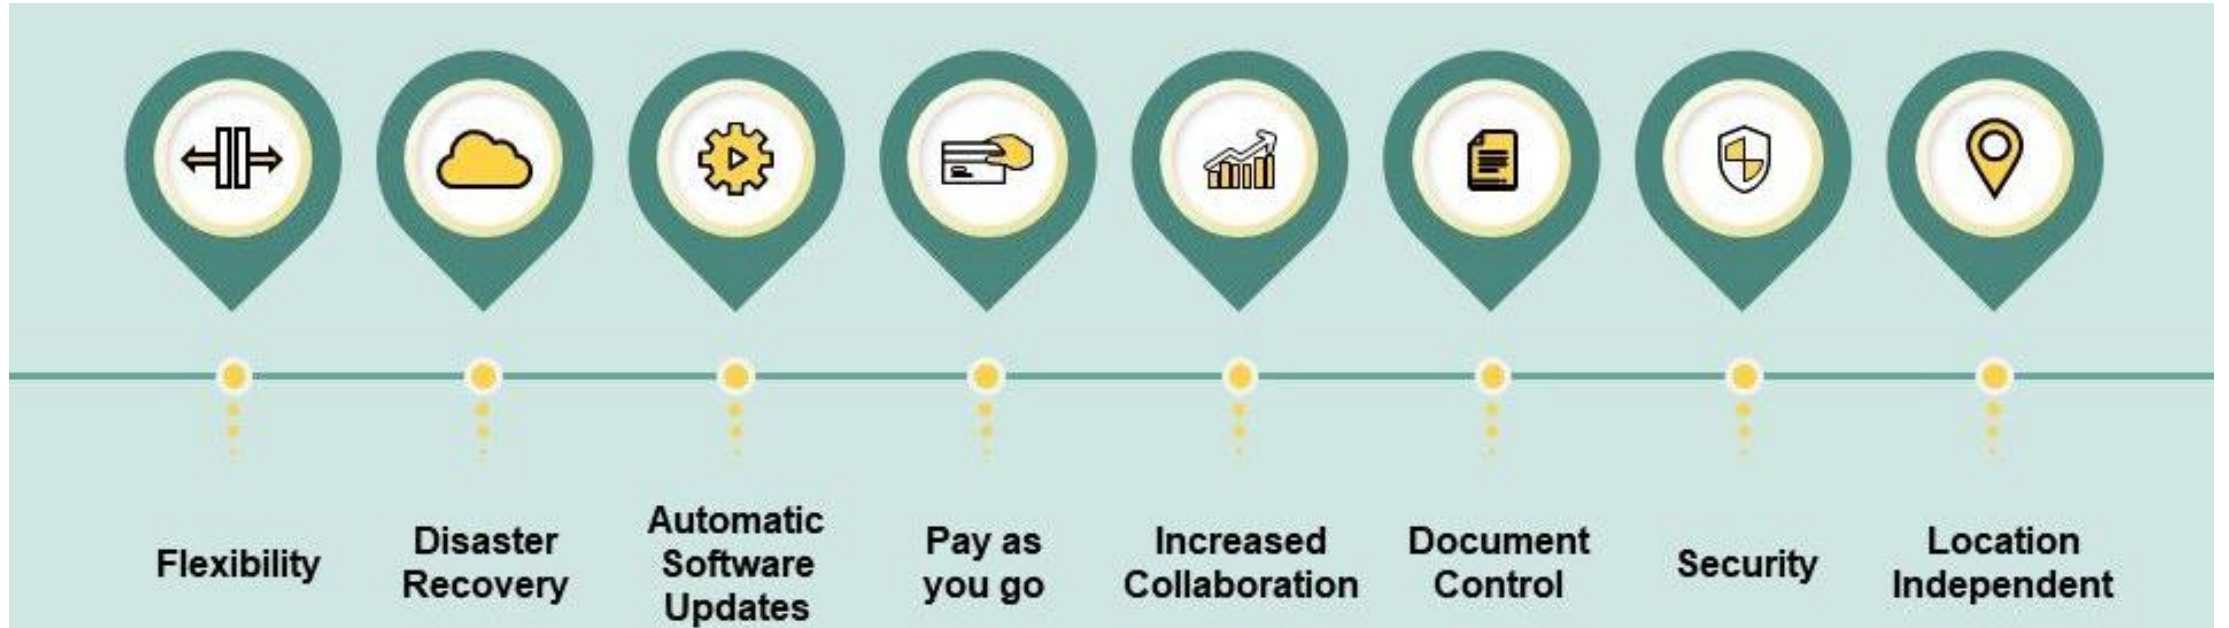 Flexibility
Disaster
Recovery
Automatic
Software
Updates
Pay as
you go
Increased
Collaboration
Document
Control
Security
Location
Independent